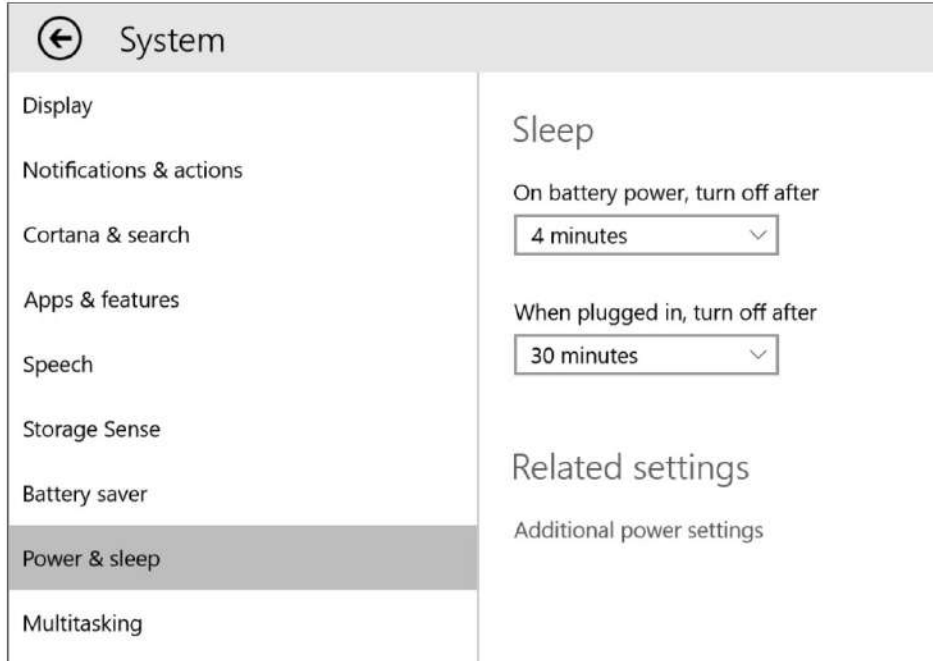 System
Display
Notifications & actions
Cortana & search
Apps & features
Speech
Storage Sense
Battery saver
Power & sleep
Multitasking
Sleep
On battery power, turn off after
4 minutes
When plugged in, turn off after
30 minutes
Related settings
Additional power settings